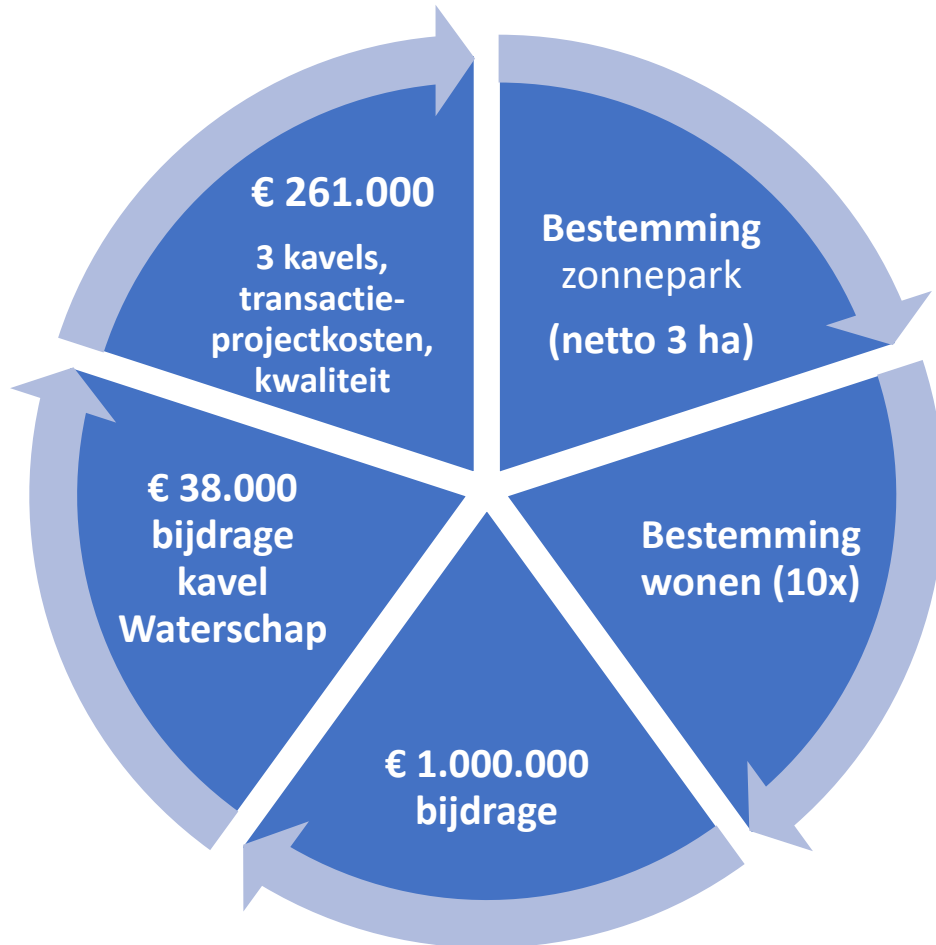 € 261.000
3 kavels,
transactie-
projectkosten,
kwaliteit
Bestemming
zonnepark
(netto 3 ha)
Bestemming
wonen (10x)
€ 1.000.000
bijdrage
€ 38.000
bijdrage
kavel
Waterschap